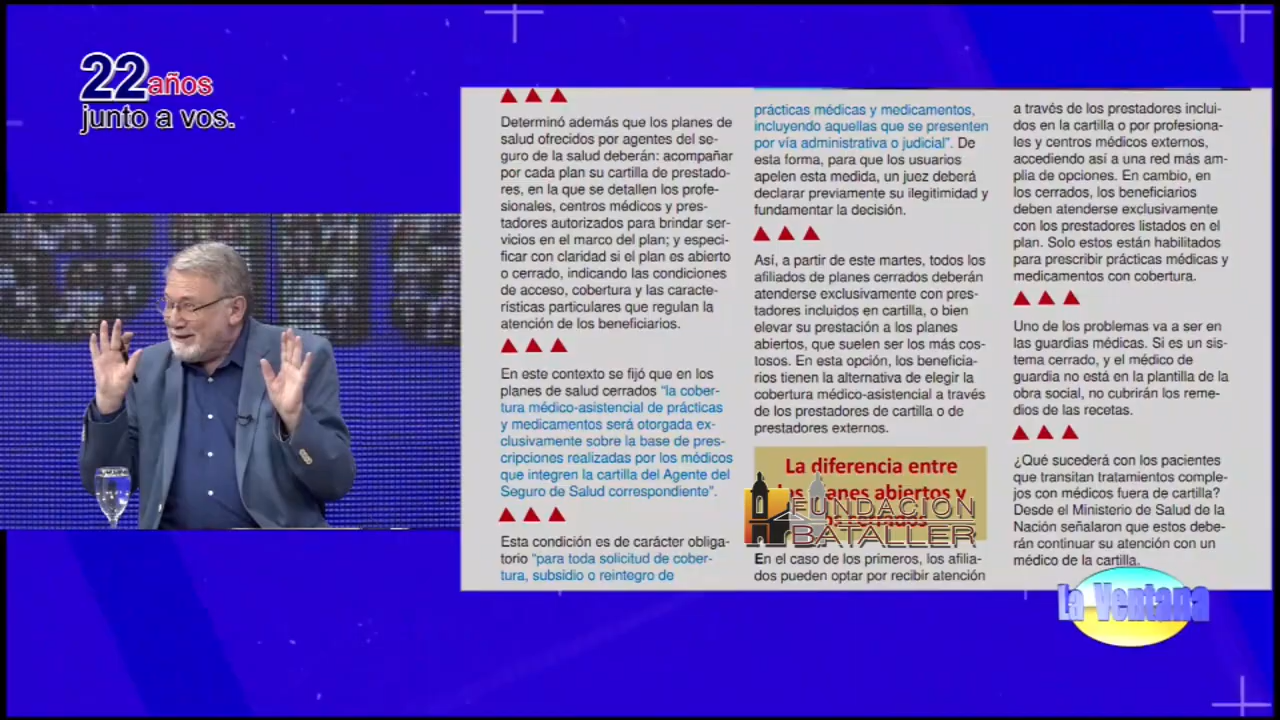 22 años
junto a vos.
Determinó además que los planes de
salud ofrecidos por agentes del se-
guro de la salud deberán: acompañar
por cada plan su cartilla de prestado-
res, en la que se detallen los profe-
sionales, centros médicos y pres-
tadores autorizados para brindar ser-
vicios en el marco del plan; y especi-
ficar con claridad si el plan es abierto
o cerrado, indicando las condiciones
de acceso, cobertura y las caracte-
rísticas particulares que regulan la
atención de los beneficiarios.
En este contexto se fijó que en los
planes de salud cerrados “la cober-
tura médico-asistencial de prácticas
y medicamentos será otorgada ex-
clusivamente sobre la base de pres-
cripciones realizadas por los médicos
que integren la cartilla del Agente del
Seguro de Salud correspondiente”.
Esta condición es de carácter obliga-
torio “para toda solicitud de cober-
tura, subsidio o reintegro de
prácticas médicas y medicamentos,
incluyendo aquellas que se presenten
por vía administrativa o judicial”. De
esta forma, para que los usuarios
apelen esta medida, un juez deberá
declarar previamente su ilegitimidad y
fundamentar la decisión.
Así, a partir de este martes, todos los
afiliados de planes cerrados deberán
atenderse exclusivamente con pres-
tadores incluidos en cartilla, o bien
elevar su prestación a los planes
abiertos, que suelen ser los más cos-
tosos. En esta opción, los beneficia-
rios tienen la alternativa de elegir la
cobertura médico-asistencial a través
de los prestadores de cartilla o de
prestadores externos.
La diferencia entre
abiertos y
FUNDACION
BATALLER
En el caso de los primeros, los afilia-
dos pueden optar por recibir atención
a través de los prestadores inclui-
dos en la cartilla o por profesiona-
les y centros médicos externos,
accediendo así a una red más am-
plia de opciones. En cambio, en
los cerrados, los beneficiarios
deben atenderse exclusivamente
con los prestadores listados en el
plan. Solo estos están habilitados
para prescribir prácticas médicas y
medicamentos con cobertura.
Uno de los problemas va a ser en
las guardias médicas. Si es un sis-
tema cerrado, y el médico de
guardia no está en la plantilla de la
obra social, no cubrirán los reme-
dios de las recetas.
¿Qué sucederá con los pacientes
que transitan tratamientos comple-
jos con médicos fuera de cartilla?
Desde el Ministerio de Salud de la
Nación señalaron que estos debe-
rán continuar su atención con un
médico de la cartilla.
la Ventana